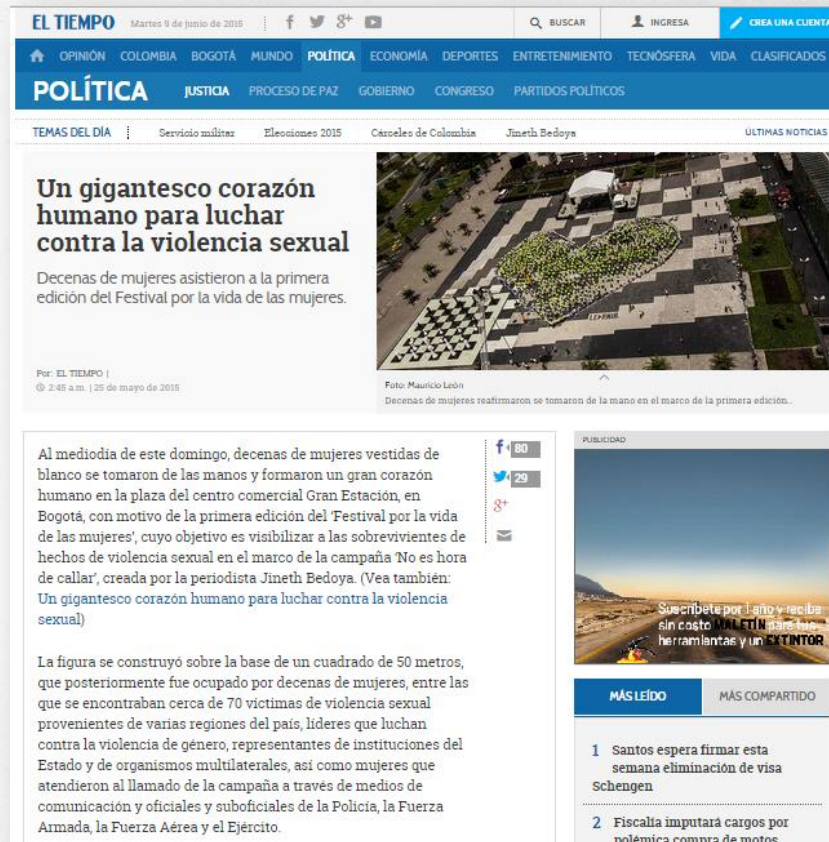 EL TIEMPO Martes 9 de junio de 2015
BUSCAR INGRESA CREA UNA CUENTA
OPINIÓN COLOMBIA BOGOTÁ MUNDO POLÍTICA ECONOMÍA DEPORTES ENTRETENIMIENTO TECNÓSFERA VIDA CLASIFICADOS
POLÍTICA JUSTICIA PROCESO DE PAZ GOBIERNO CONGRESO PARTIDOS POLÍTICOS
TEMAS DEL DÍA Servicio militar Elecciones 2015 Cárceles de Colombia Jineth Bedoya ÚLTIMAS NOTICIAS
Un gigantesco corazón
humano para luchar
contra la violencia sexual
Decenas de mujeres asistieron a la primera
edición del Festival por la vida de las mujeres.
Por: EL TIEMPO |
2:45 a.m. | 25 de mayo de 2015
Foto: Mauricio León
Decenas de mujeres reafirmaron se tomaron de la mano en el marco de la primera edición..
Al mediodía de este domingo, decenas de mujeres vestidas de
blanco se tomaron de las manos y formaron un gran corazón
humano en la plaza del centro comercial Gran Estación, en
Bogotá, con motivo de la primera edición del 'Festival por la vida
de las mujeres', cuyo objetivo es visibilizar a las sobrevivientes de
hechos de violencia sexual en el marco de la campaña 'No es hora
de callar', creada por la periodista Jineth Bedoya. (Vea también:
Un gigantesco corazón humano para luchar contra la violencia
sexual)
La figura se construyó sobre la base de un cuadrado de 50 metros,
que posteriormente fue ocupado por decenas de mujeres, entre las
que se encontraban cerca de 70 víctimas de violencia sexual
provenientes de varias regiones del país, líderes que luchan
contra la violencia de género, representantes de instituciones del
Estado y de organismos multilaterales, así como mujeres que
atendieron al llamado de la campaña a través de medios de
comunicación y oficiales y suboficiales de la Policía, la Fuerza
Armada, la Fuerza Aérea y el Ejército.
80
29
8+
PUBLICIDAD
Suscríbete por 1 año y reciba
sin costo MALETÍN para tus
herramientas y un EXTINTOR
MÁS LEÍDO MÁS COMPARTIDO
1 Santos espera firmar esta
semana eliminación de visa
Schengen
2 Fiscalía imputará cargos por
polémica compra de motos